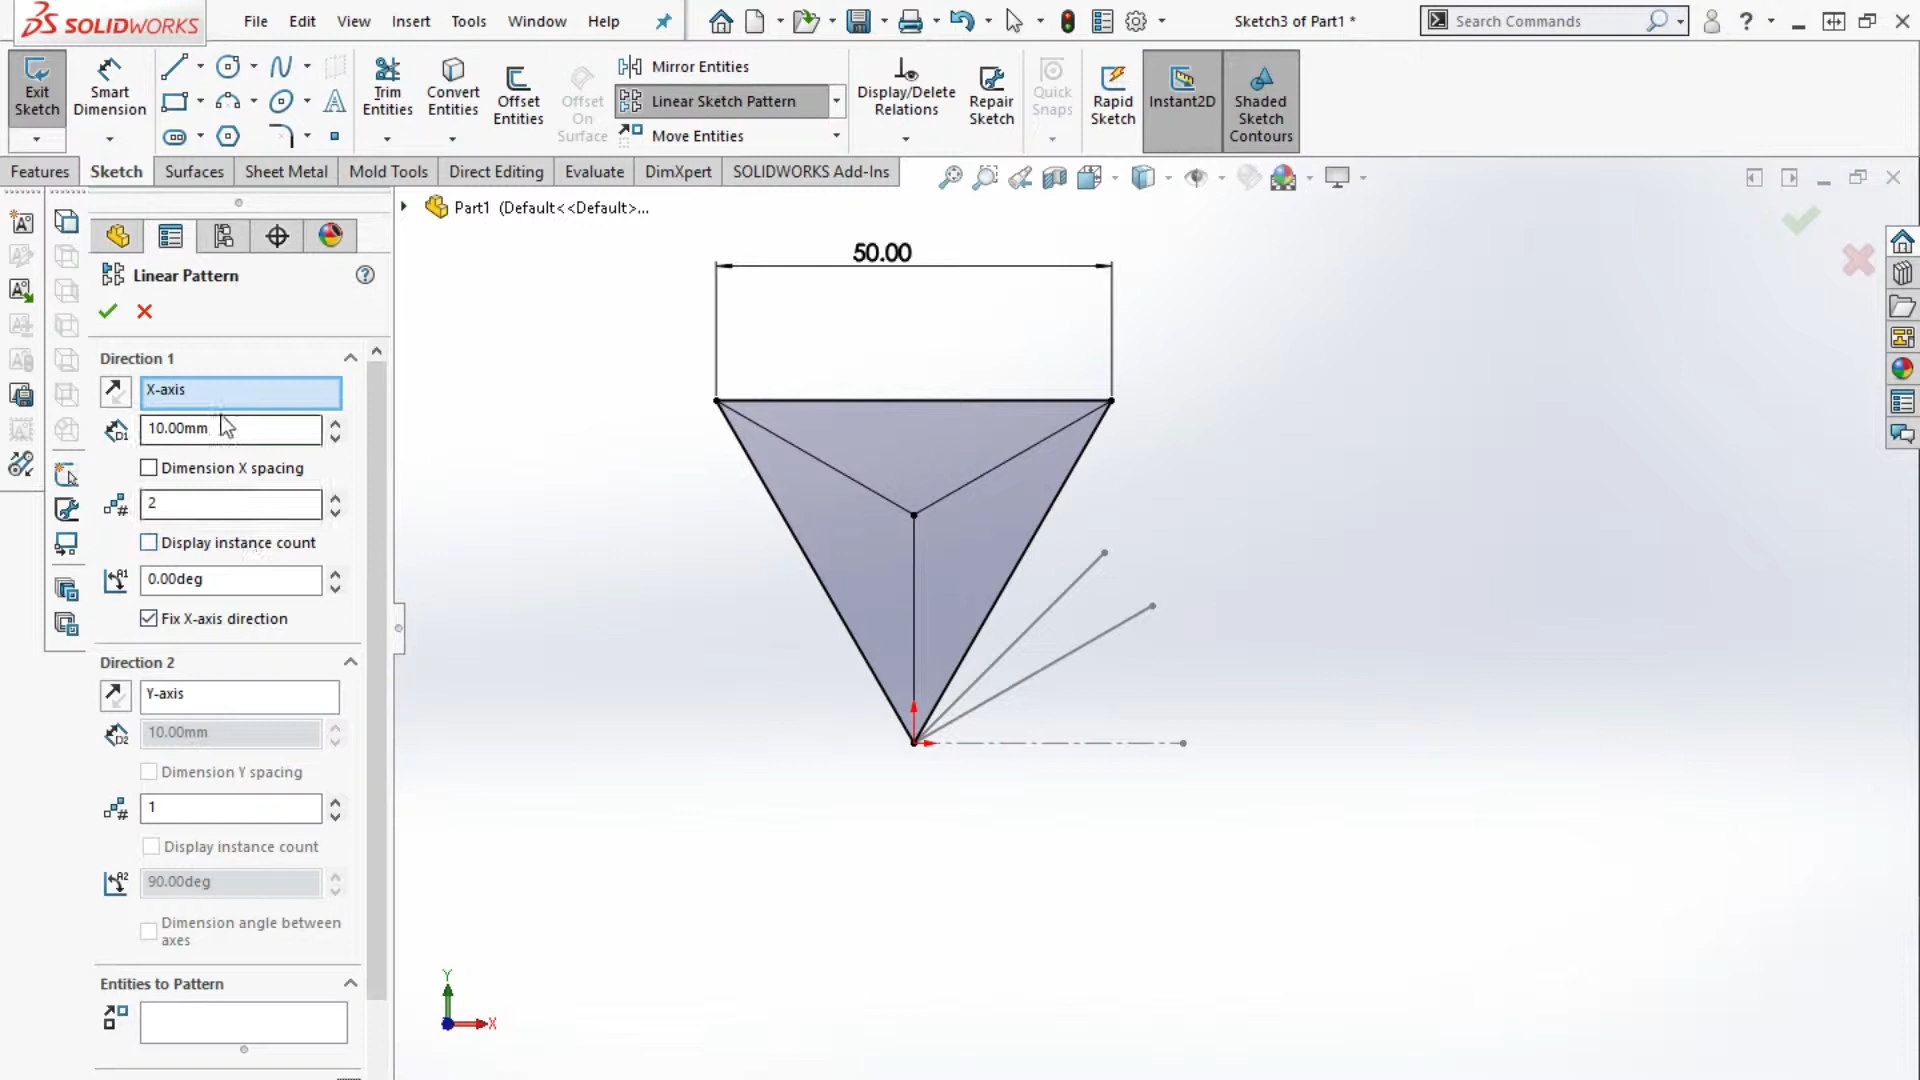 SOLIDWORKS File Edit View Insert Tools Window Help Sketch3 of Part1 * Search Commands
Exit Sketch
Smart Dimension
Trim Entities
Convert Entities
Offset Entities
Offset On Surface
Mirror Entities
Linear Sketch Pattern
Move Entities
Display/Delete Relations
Repair Sketch
Quick Snaps
Rapid Sketch
Instant2D
Shaded Sketch Contours
Features Sketch Surfaces Sheet Metal Mold Tools Direct Editing Evaluate DimXpert SOLIDWORKS Add-Ins
Part1 (Default<<Default>...
Linear Pattern
Direction 1
X-axis
D1 10.00mm
Dimension X spacing
# 2
Display instance count
A1 0.00deg
Fix X-axis direction
Direction 2
Y-axis
D2 10.00mm
Dimension Y spacing
# 1
Display instance count
A2 90.00deg
Dimension angle between
axes
Entities to Pattern
50.00
Y
X